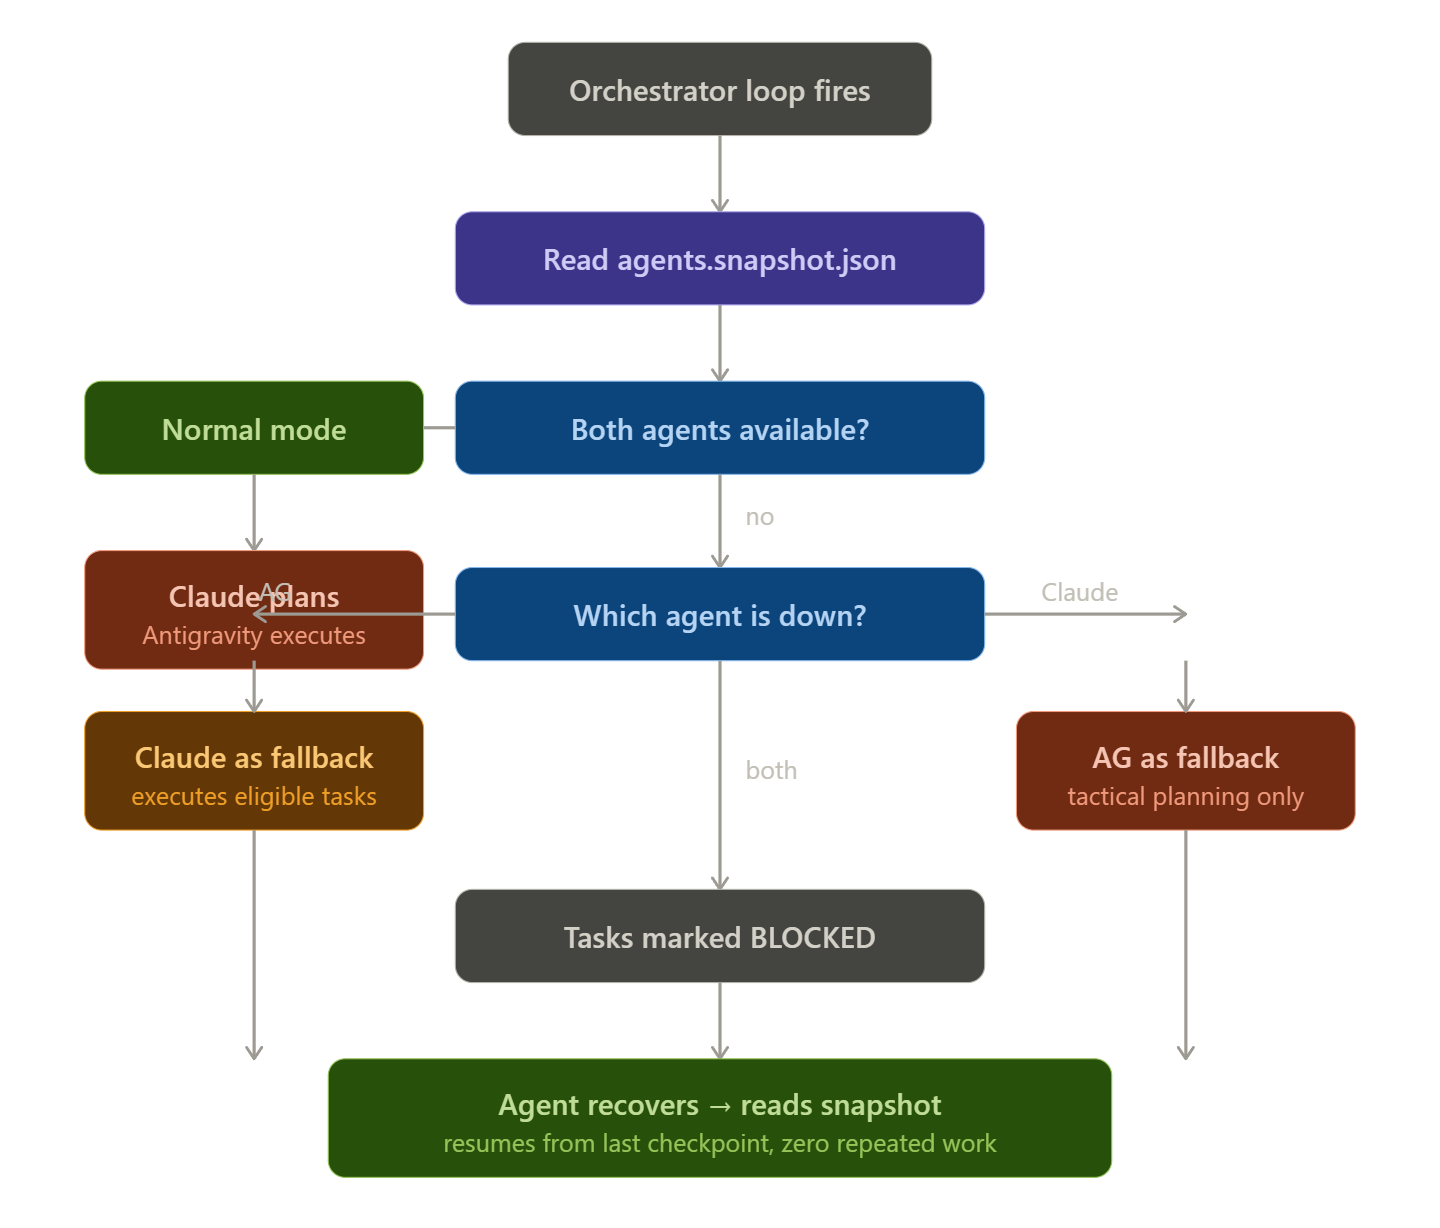 Orchestrator loop fires
Read agents.snapshot.json
Normal mode
Both agents available?
no
Claude plans
Antigravity executes
AG
Which agent is down?
Claude
Claude as fallback
executes eligible tasks
both
AG as fallback
tactical planning only
Tasks marked BLOCKED
Agent recovers → reads snapshot
resumes from last checkpoint, zero repeated work